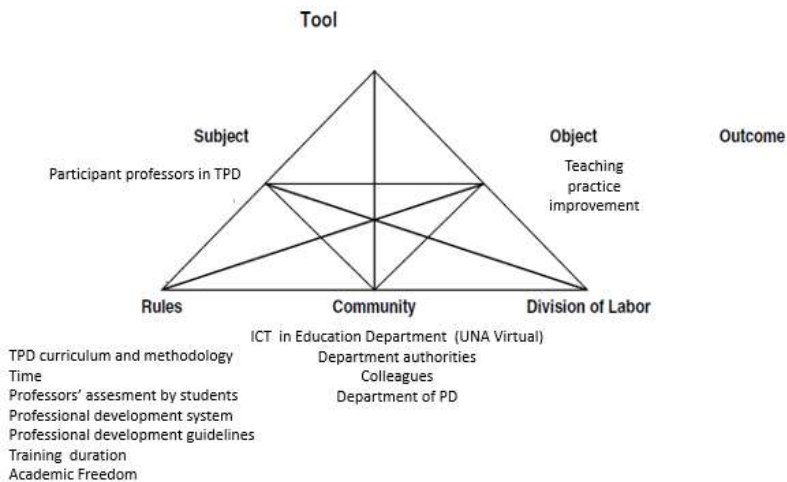 Tool
Subject
Object
Outcome
Participant professors in TPD
Teaching
practice
improvement
Rules
Community
Division of Labor
ICT in Education Department (UNA Virtual)
Department authorities
Colleagues
Department of PD
TPD curriculum and methodology
Time
Professors' assesment by students
Professional development system
Professional development guidelines
Training duration
Academic Freedom